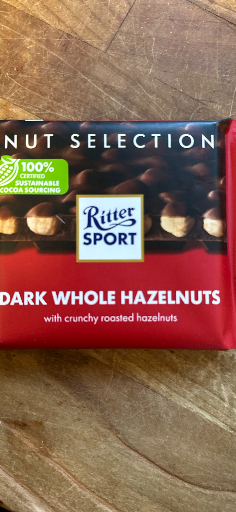 NUT SELECTION
100%
CERTIFIED
SUSTAINABLE
COCOA SOURCING
Ritter
SPORT
DARK WHOLE HAZELNUTS
with crunchy roasted hazelnuts